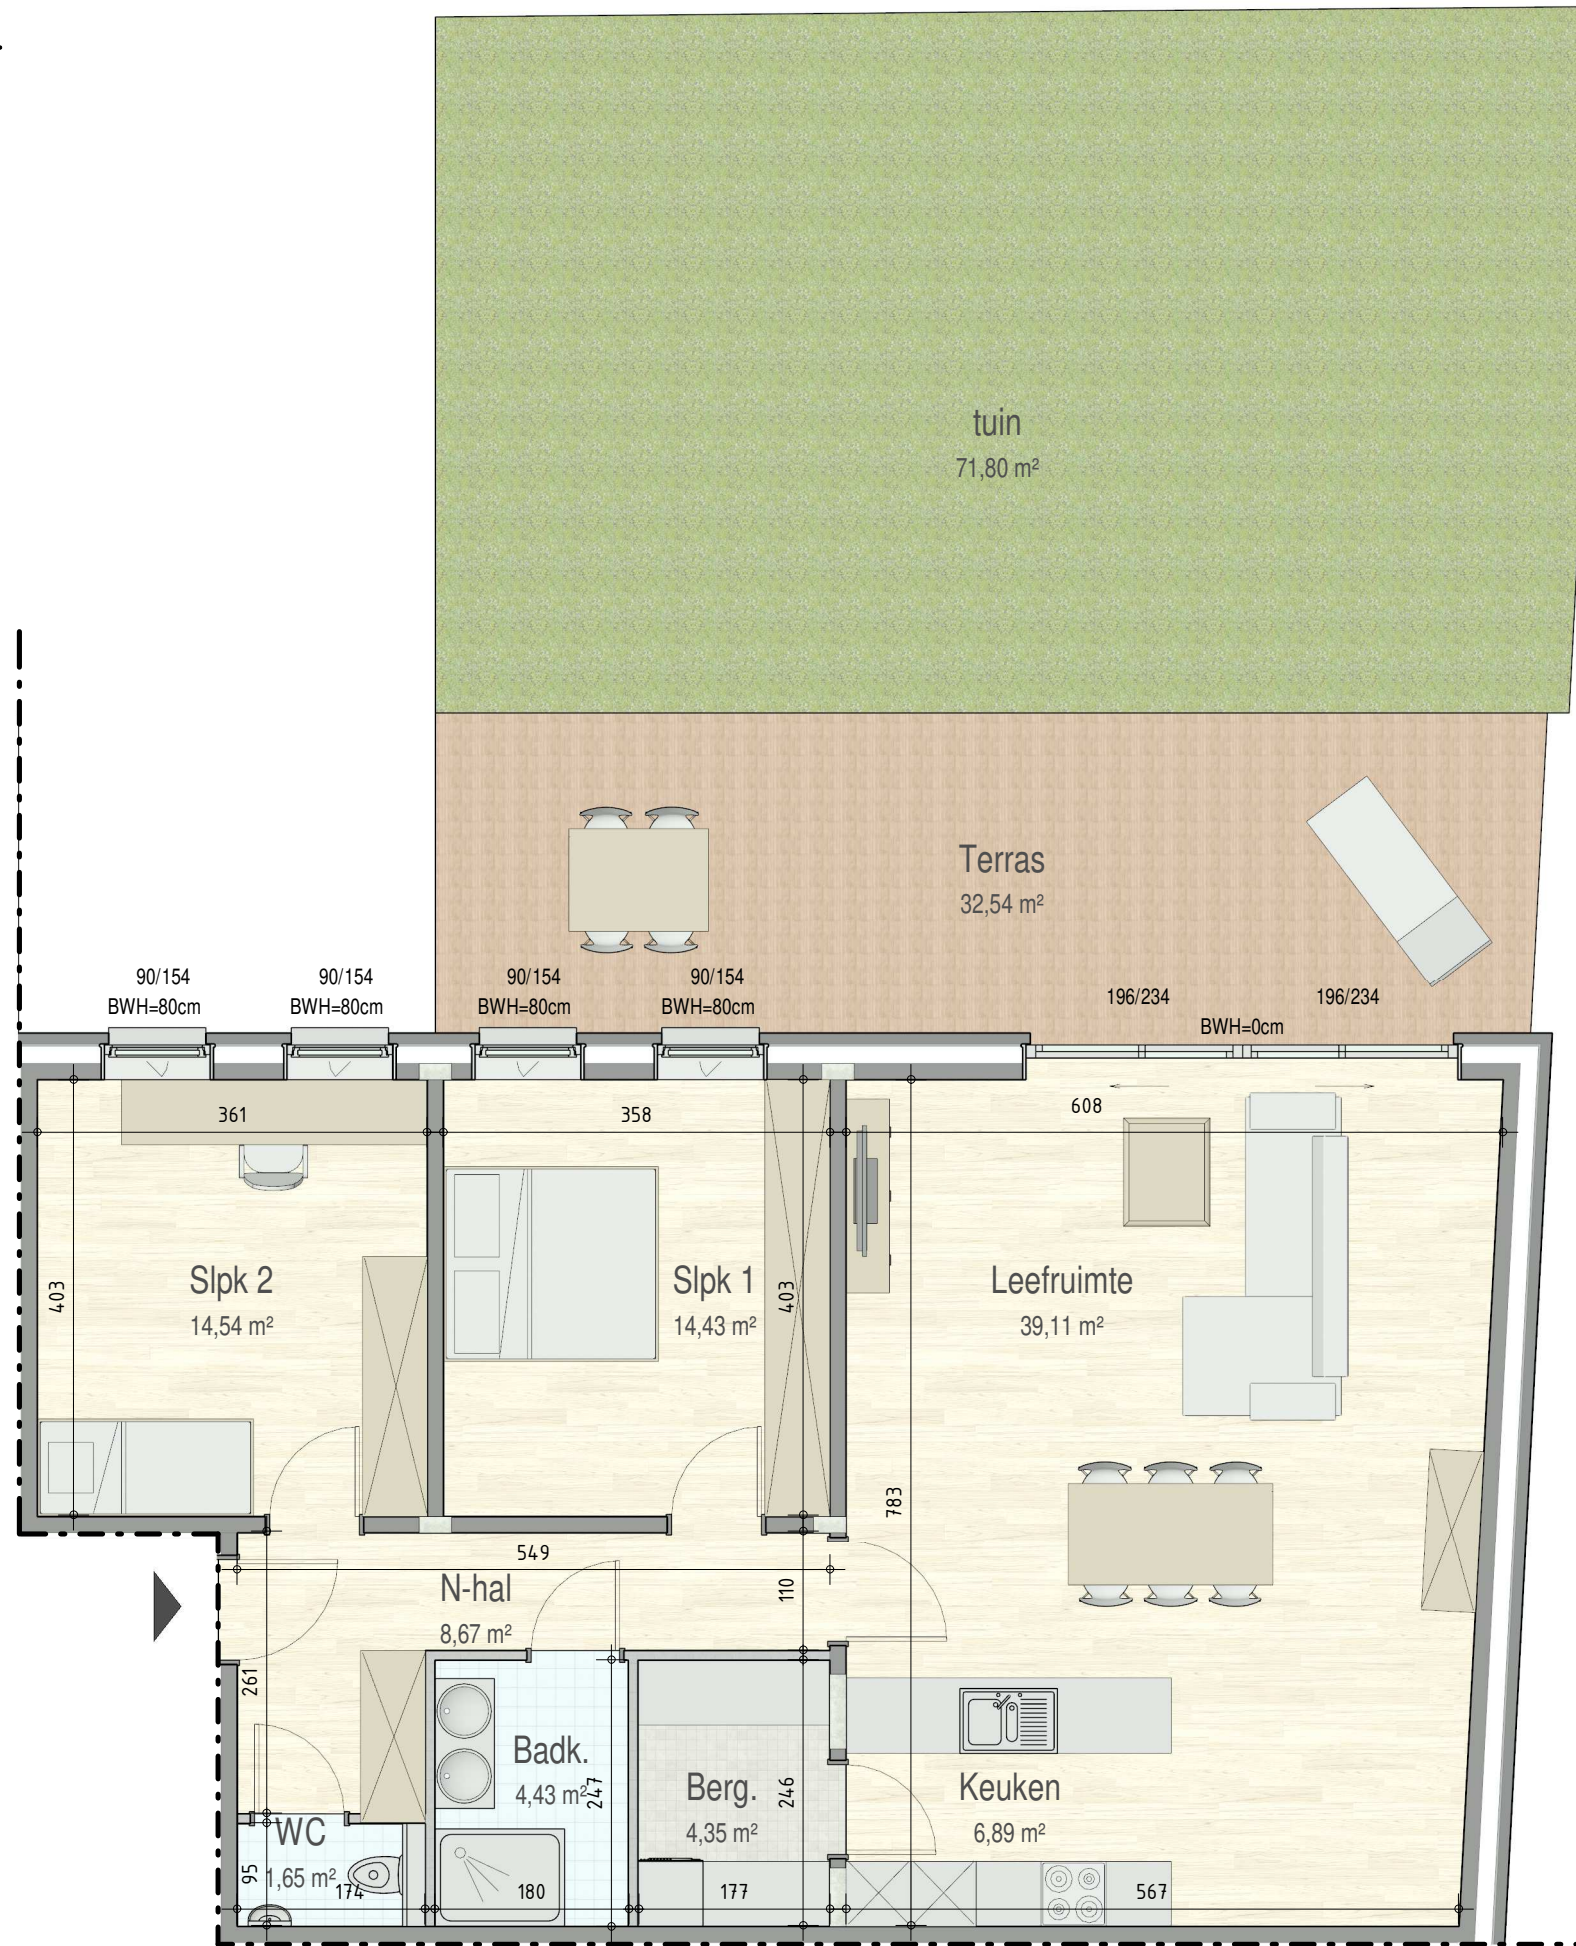 tuin
71,80 m²
Terras
32,54 m²
90/154
BWH=80cm
90/154
BWH=80cm
90/154
BWH=80cm
90/154
BWH=80cm
196/234
196/234
BWH=0cm
361
358
608
403
Slpk 2
14,54 m²
Slpk 1
14,43 m²
403
Leefruimte
39,11 m²
783
549
N-hal
8,67 m²
110
261
Badk.
4,43 m²
247
Berg.
4,35 m²
246
Keuken
6,89 m²
WC
1,65 m²
95
174
180
177
567